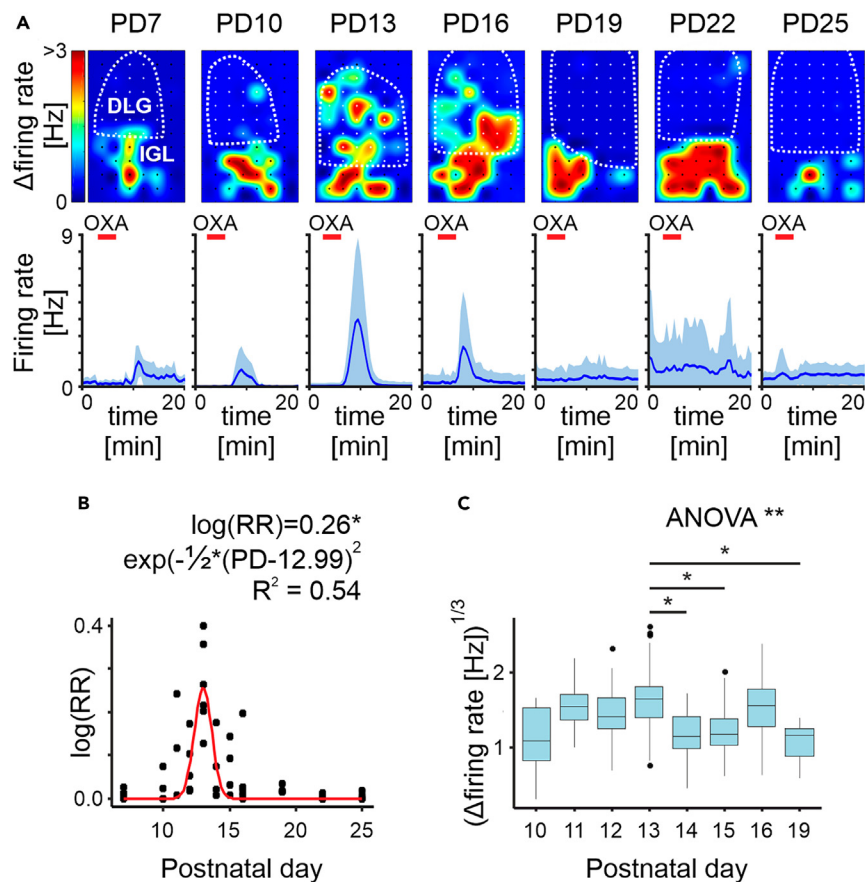 A
PD7 PD10 PD13 PD16 PD19 PD22 PD25
>3
Δfiring rate
[Hz]
0
DLG
IGL
OXA OXA OXA OXA OXA OXA OXA
9
Firing rate
[Hz]
0
0 20 0 20 0 20 0 20 0 20 0 20 0 20
time time time time time time time
[min] [min] [min] [min] [min] [min] [min]
B
log(RR)=0.26*
exp(-½*(PD-12.99)²
R² = 0.54
0.4
log(RR)
0.0
10 15 20 25
Postnatal day
C
ANOVA **
*
*
*
(Δfiring rate [Hz])^1/3
2
1
10 11 12 13 14 15 16 19
Postnatal day